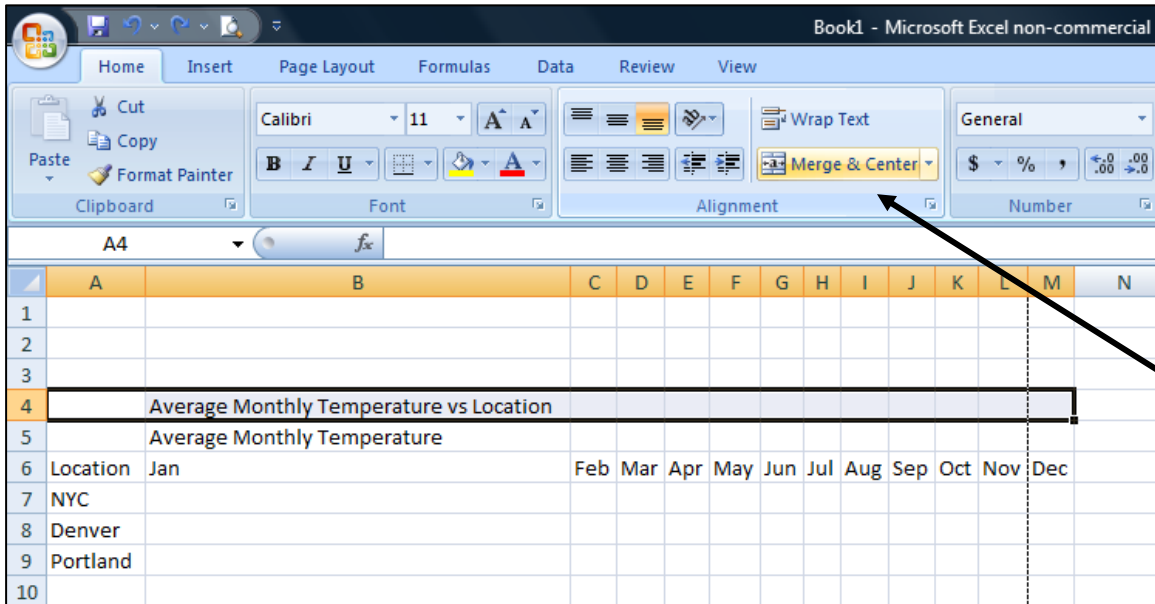 Book1 - Microsoft Excel non-commercial
Home Insert Page Layout Formulas Data Review View
Cut
Copy
Paste
Format Painter
Clipboard
Calibri 11 A A
B I U A
Font
Wrap Text
Merge & Center
Alignment
General
$ % , .0 .00 .00 .0
Number
A4 fx
A B C D E F G H I J K L M N
1
2
3
4 Average Monthly Temperature vs Location
5 Average Monthly Temperature
6 Location Jan Feb Mar Apr May Jun Jul Aug Sep Oct Nov Dec
7 NYC
8 Denver
9 Portland
10